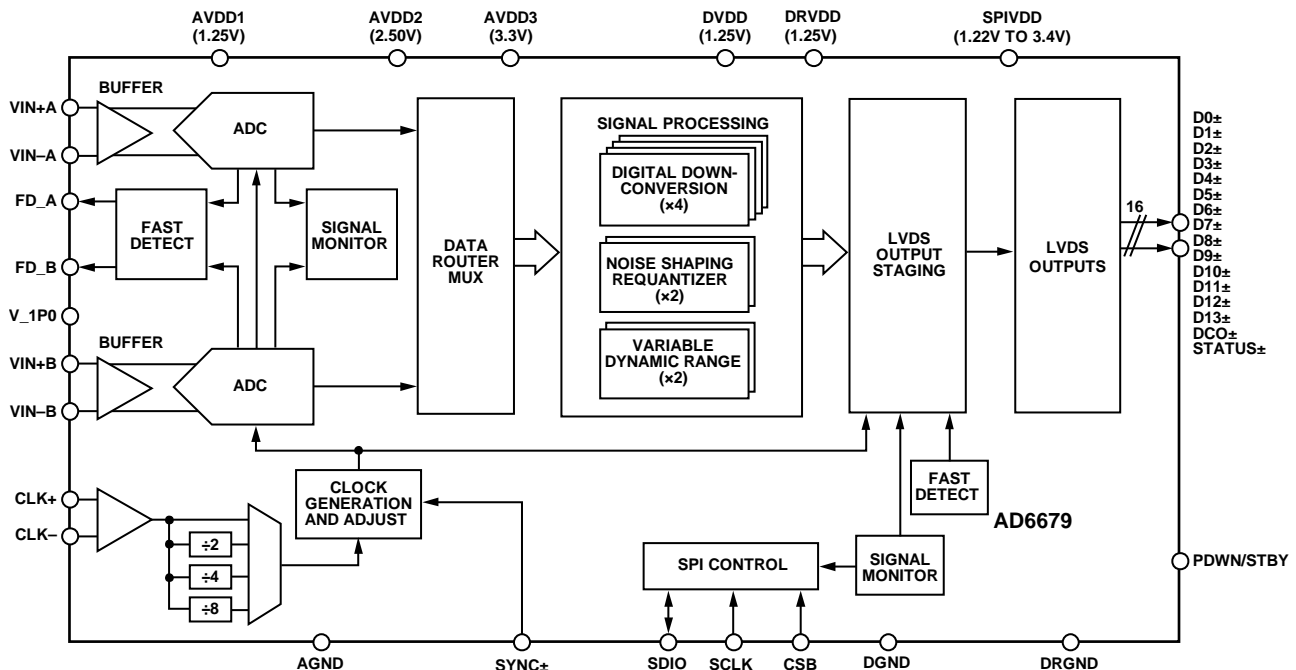 AVDD1
(1.25V)
AVDD2
(2.50V)
AVDD3
(3.3V)
DVDD
(1.25V)
DRVDD
(1.25V)
SPIVDD
(1.22V TO 3.4V)
BUFFER
VIN+A
VIN–A
ADC
FD_A
FD_B
FAST
DETECT
SIGNAL
MONITOR
V_1P0
BUFFER
VIN+B
VIN–B
ADC
DATA
ROUTER
MUX
SIGNAL PROCESSING
DIGITAL DOWN-
CONVERSION
(×4)
NOISE SHAPING
REQUANTIZER
(×2)
VARIABLE
DYNAMIC RANGE
(×2)
LVDS
OUTPUT
STAGING
LVDS
OUTPUTS
16
D0±
D1±
D2±
D3±
D4±
D5±
D6±
D7±
D8±
D9±
D10±
D11±
D12±
D13±
DCO±
STATUS±
CLK+
CLK–
÷2
÷4
÷8
CLOCK
GENERATION
AND ADJUST
FAST
DETECT
AD6679
SPI CONTROL
SIGNAL
MONITOR
PDWN/STBY
AGND
SYNC±
SDIO
SCLK
CSB
DGND
DRGND